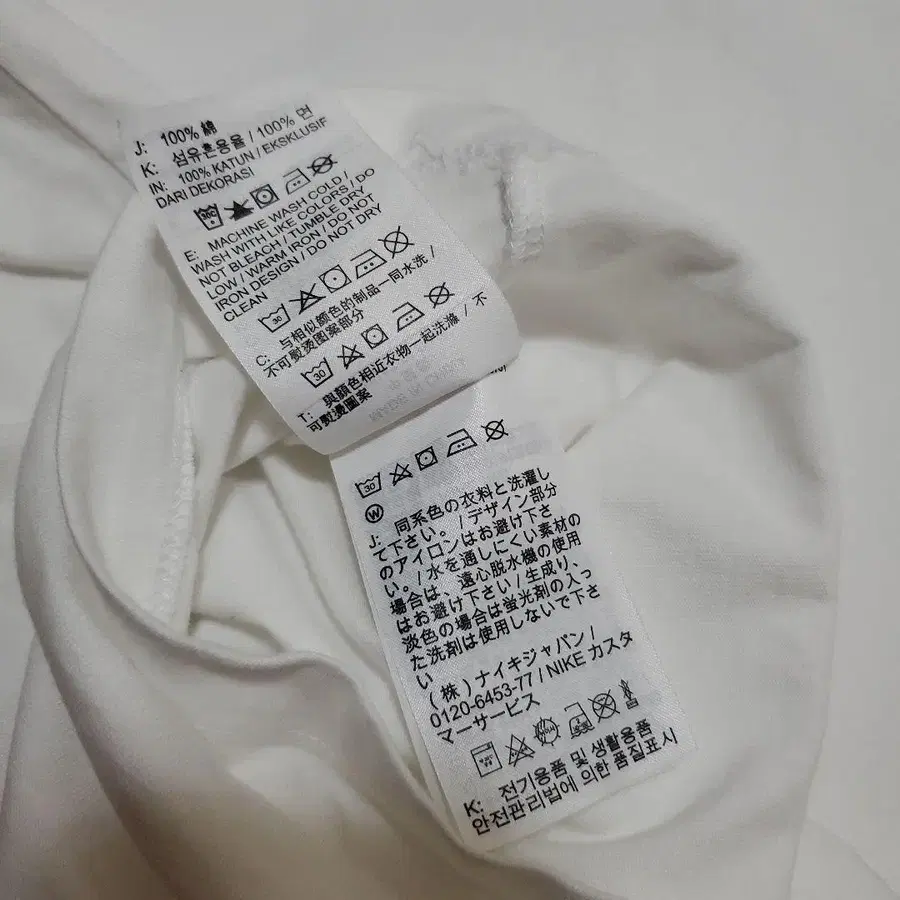 J: 100% 綿
K: 섬유혼용율 / 100% 면
IN: 100% KATUN / EKSKLUSIF
DARI DEKORASI
E: MACHINE WASH COLD /
WASH WITH LIKE COLORS / DO
NOT BLEACH / TUMBLE DRY
LOW / WARM IRON / DO NOT
IRON DESIGN / DO NOT DRY
CLEAN
30
C: 与相似颜色的制品一同水洗 /
不可熨烫图案部分
30
T: 與顏色相近衣物一起洗滌 / 不
可熨燙圖案
30
W
J: 同系色の衣料と洗濯し
て下さい。/ デザイン部分
のアイロンはお避け下さ
い。/ 水を通しにくい素材の
場合は、遠心脱水機の使用
はお避け下さい / 生成り、
淡色の場合は蛍光剤の入っ
た洗剤は使用しないで下さ
い
(株) ナイキジャパン /
0120-6453-77 / NIKE カスタ
マーサービス
K: 전기용품 및 생활용품
안전관리법에 의한 품질표시